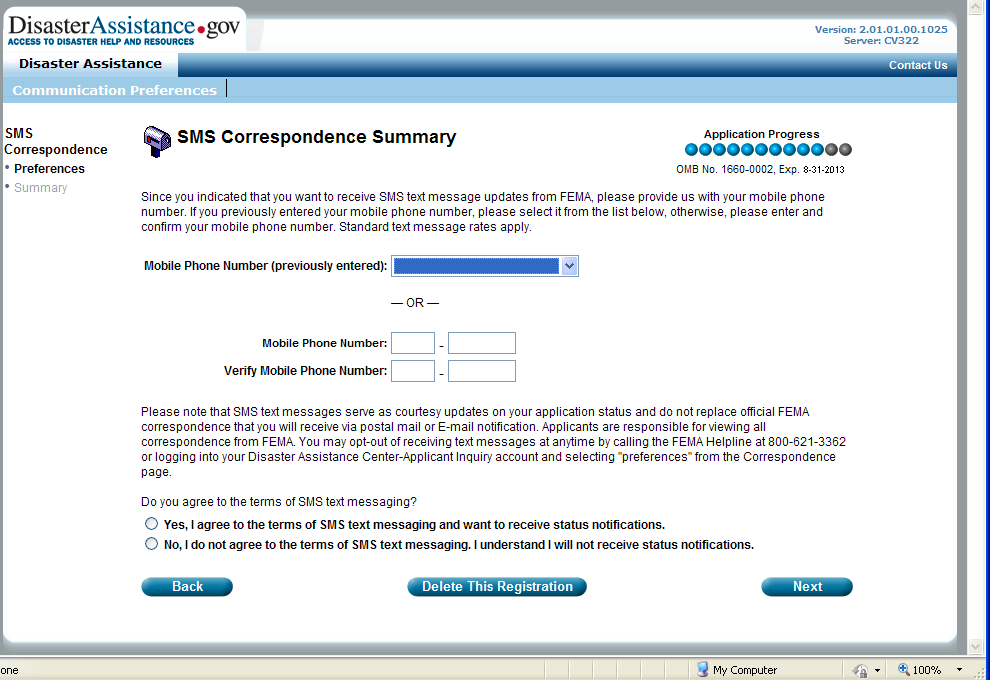 DisasterAssistance.gov
ACCESS TO DISASTER HELP AND RESOURCES
Version: 2.01.01.00.1025
Server: CV322
Disaster Assistance
Contact Us
Communication Preferences
SMS
Correspondence
Preferences
Summary
SMS Correspondence Summary
Application Progress
OMB No. 1660-0002, Exp. 8-31-2013
Since you indicated that you want to receive SMS text message updates from FEMA, please provide us with your mobile phone
number. If you previously entered your mobile phone number, please select it from the list below, otherwise, please enter and
confirm your mobile phone number. Standard text message rates apply.
Mobile Phone Number (previously entered):
— OR —
Mobile Phone Number: -
Verify Mobile Phone Number: -
Please note that SMS text messages serve as courtesy updates on your application status and do not replace official FEMA
correspondence that you will receive via postal mail or E-mail notification. Applicants are responsible for viewing all
correspondence from FEMA. You may opt-out of receiving text messages at anytime by calling the FEMA Helpline at 800-621-3362
or logging into your Disaster Assistance Center-Applicant Inquiry account and selecting "preferences" from the Correspondence
page.
Do you agree to the terms of SMS text messaging?
Yes, I agree to the terms of SMS text messaging and want to receive status notifications.
No, I do not agree to the terms of SMS text messaging. I understand I will not receive status notifications.
Back
Delete This Registration
Next
one
My Computer
100%